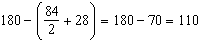 180 − (84/2 + 28) = 180 − 70 = 110